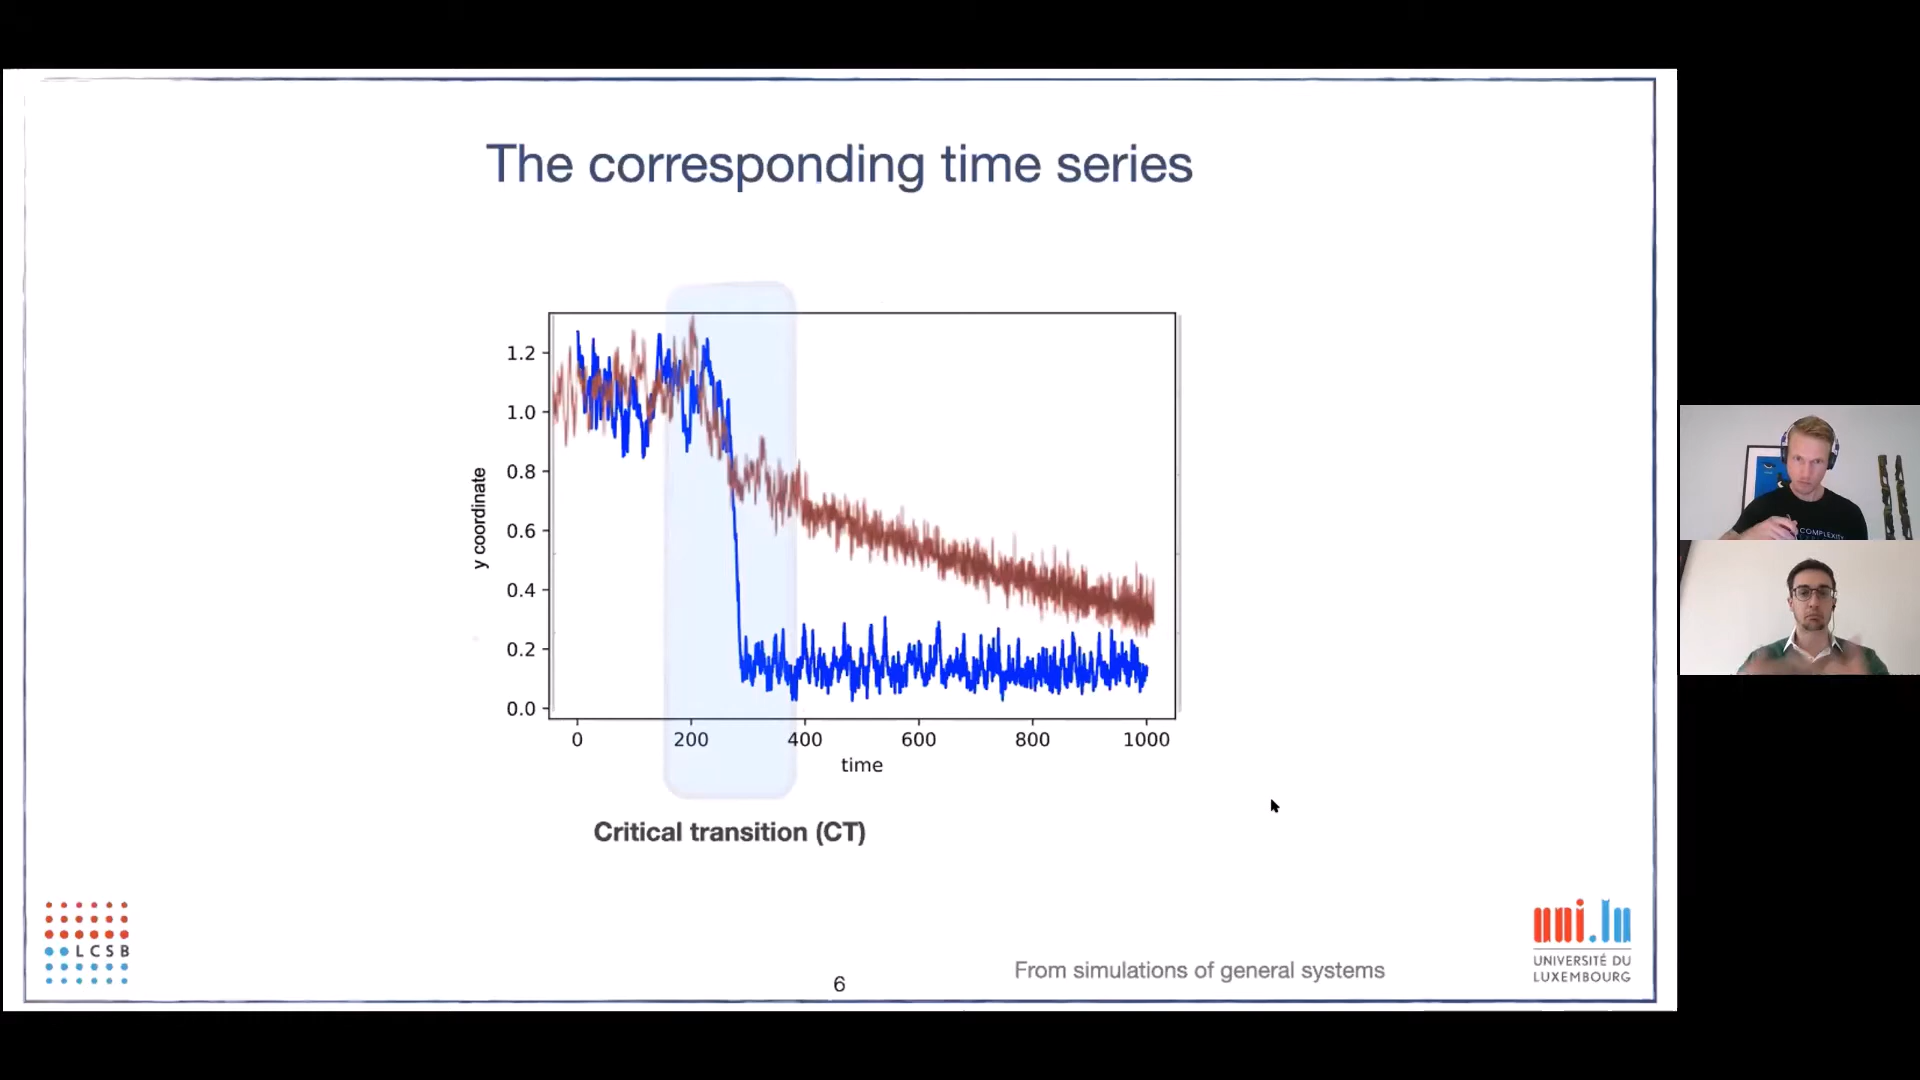 The corresponding time series
1.2
1.0
0.8
0.6
0.4
0.2
0.0
y coordinate
0 200 400 600 800 1000
time
Critical transition (CT)
LCSB
6
From simulations of general systems
uni.lu
UNIVERSITÉ DU
LUXEMBOURG
COMPLEXITY